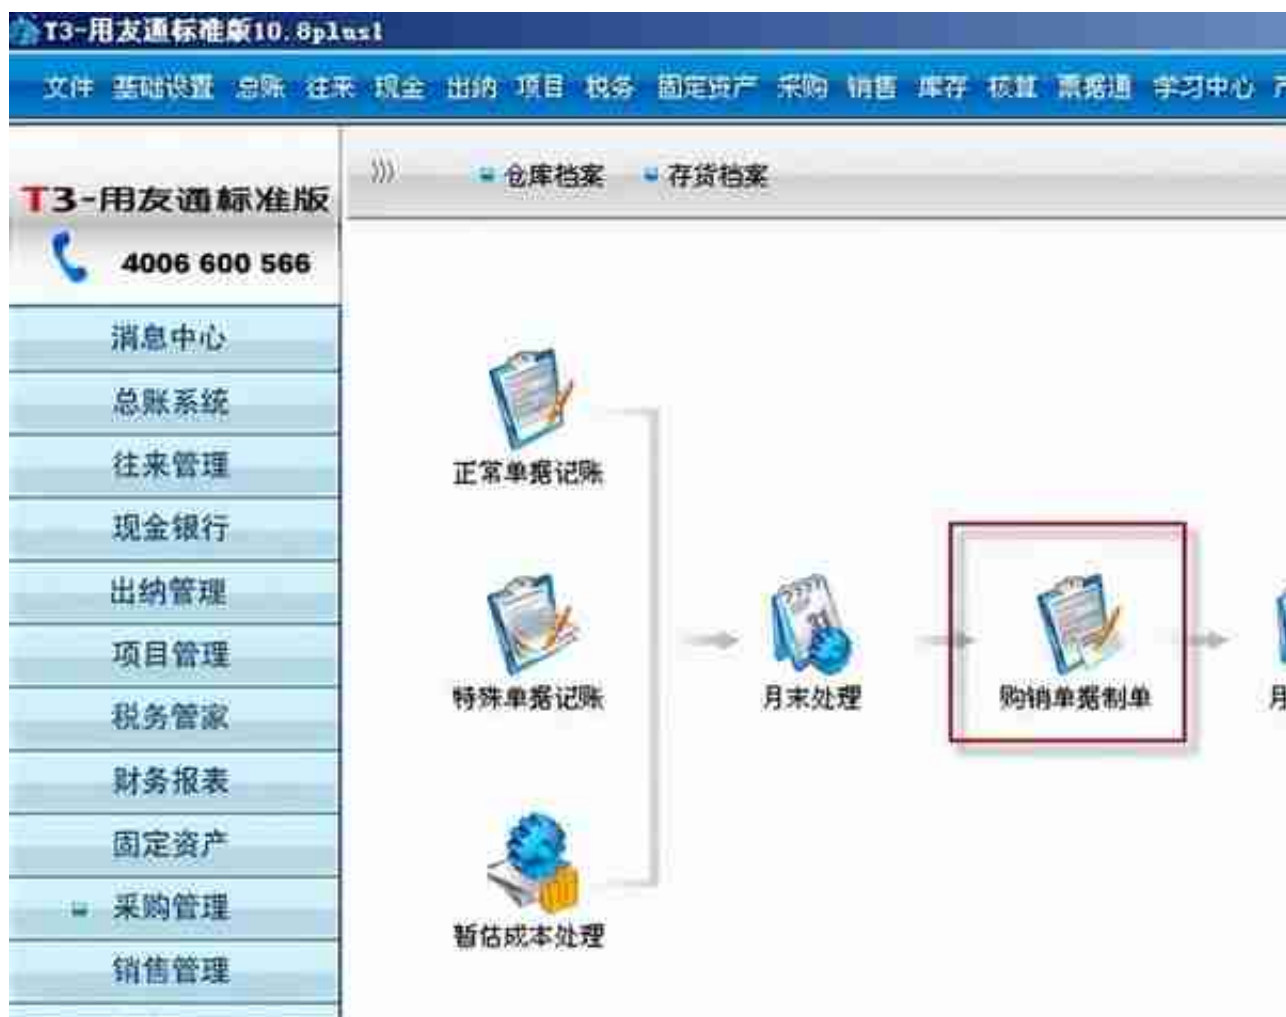 T3-用友通标准版10.8plus1
文件 基础设置 总账 往来 现金 出纳 项目 税务 固定资产 采购 销售 库存 核算 票据通 学习中心 产
仓库档案 存货档案
T3-用友通标准版
4006 600 566
消息中心
总账系统
往来管理
现金银行
出纳管理
项目管理
税务管家
财务报表
固定资产
采购管理
销售管理
正常单据记账
特殊单据记账
月末处理
购销单据制单
月
暂估成本处理